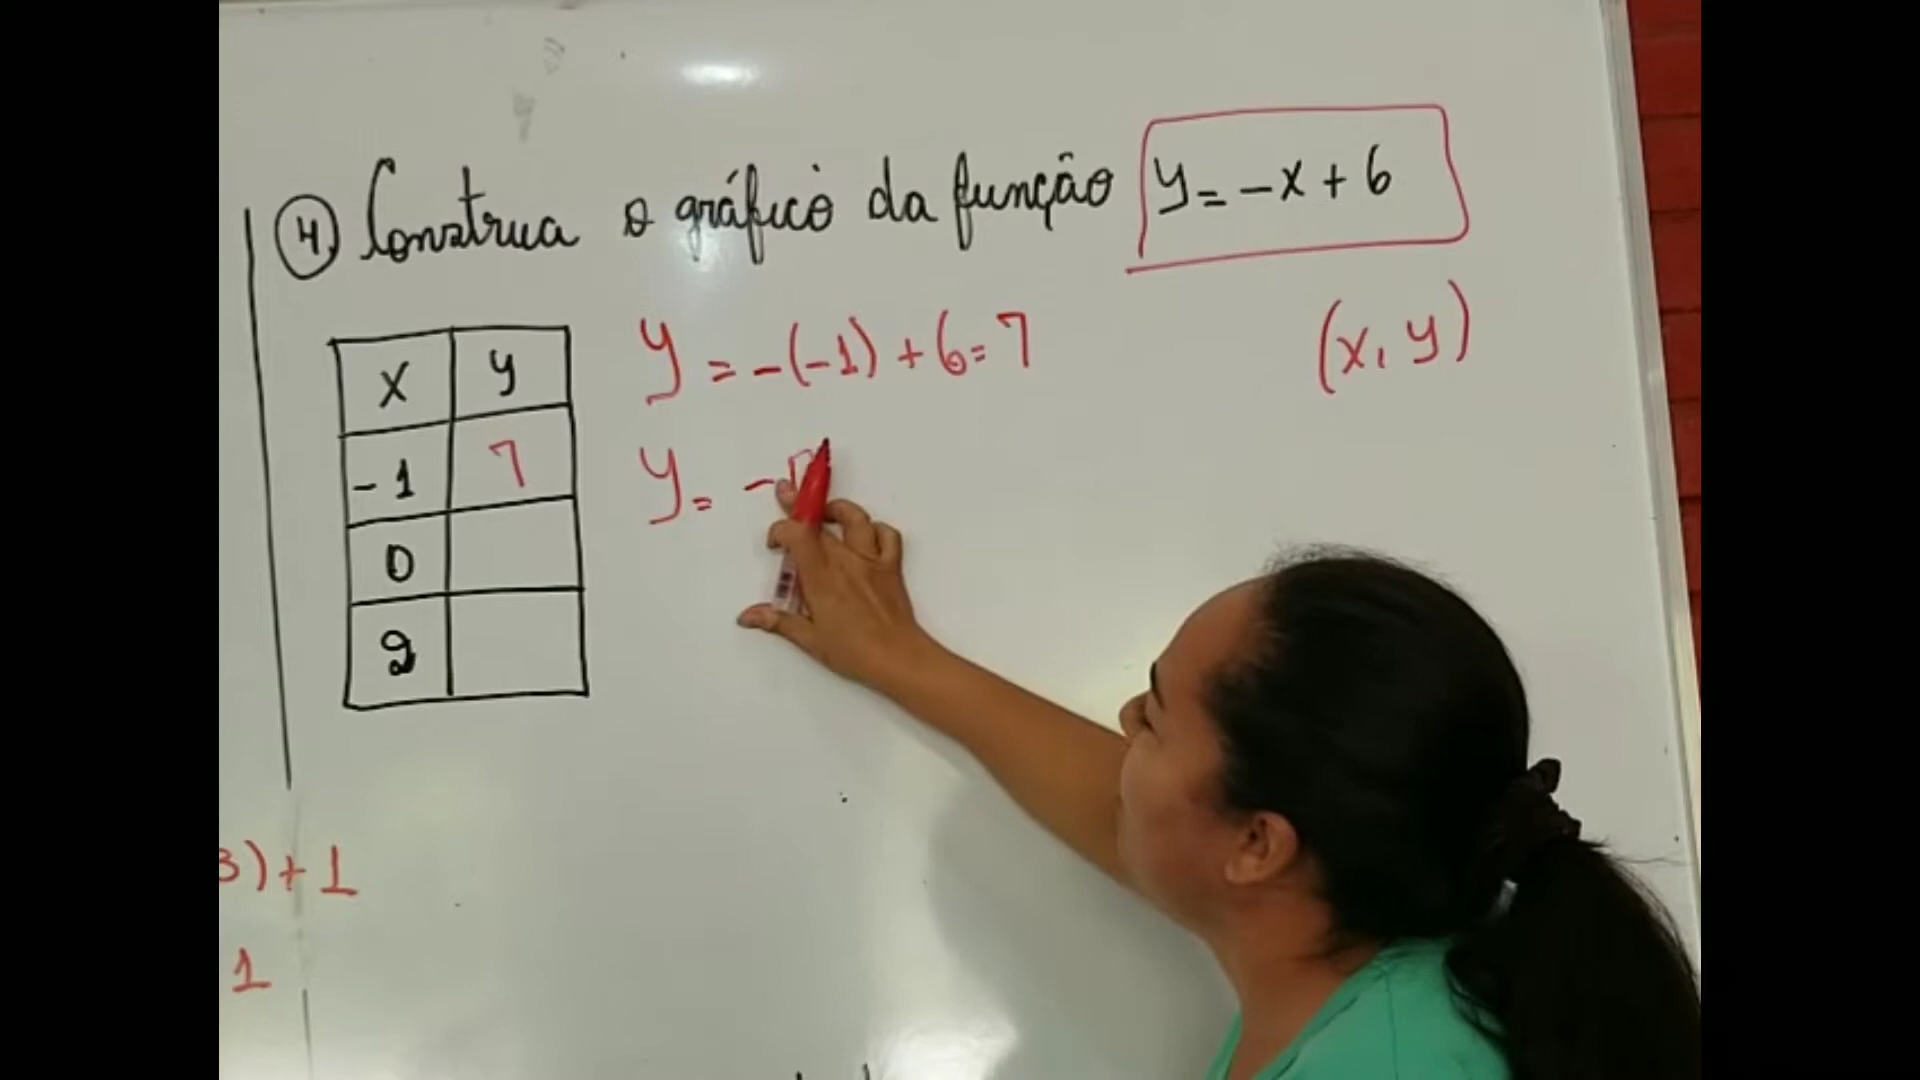 4 Construa o gráfico da função y = -x + 6
(x, y)
x y
-1 7
0
2
y = -(-1) + 6 = 7
y = -
3) + 1
1